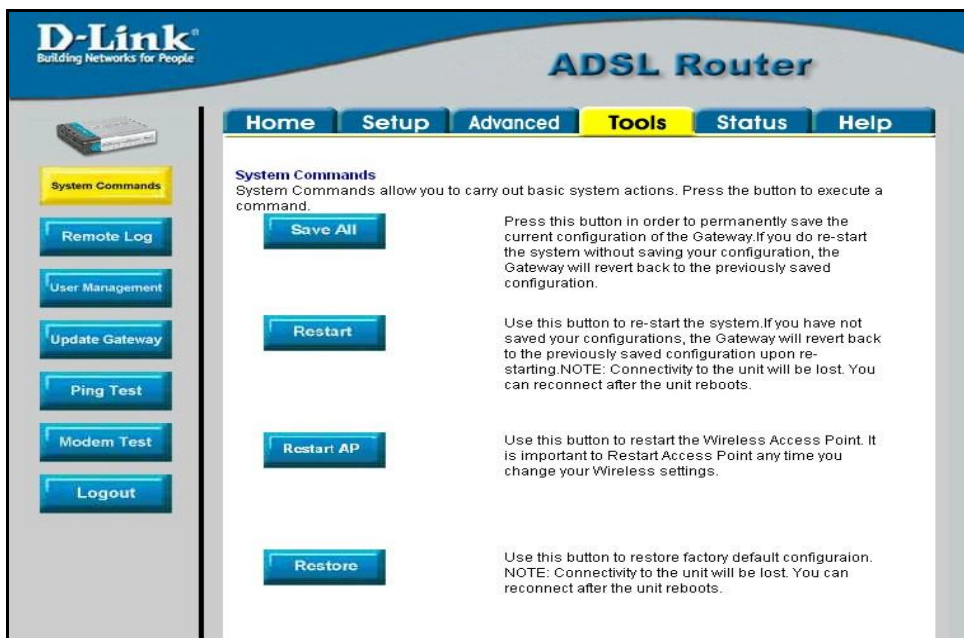 D-Link®
Building Networks for People
ADSL Router
Home Setup Advanced Tools Status Help
System Commands
Remote Log
User Management
Update Gateway
Ping Test
Modem Test
Logout
System Commands
System Commands allow you to carry out basic system actions. Press the button to execute a
command.
Save All
Press this button in order to permanently save the
current configuration of the Gateway.If you do re-start
the system without saving your configuration, the
Gateway will revert back to the previously saved
configuration.
Restart
Use this button to re-start the system.If you have not
saved your configurations, the Gateway will revert back
to the previously saved configuration upon re-
starting.NOTE: Connectivity to the unit will be lost. You
can reconnect after the unit reboots.
Restart AP
Use this button to restart the Wireless Access Point. It
is important to Restart Access Point any time you
change your Wireless settings.
Restore
Use this button to restore factory default configuraion.
NOTE: Connectivity to the unit will be lost. You can
reconnect after the unit reboots.